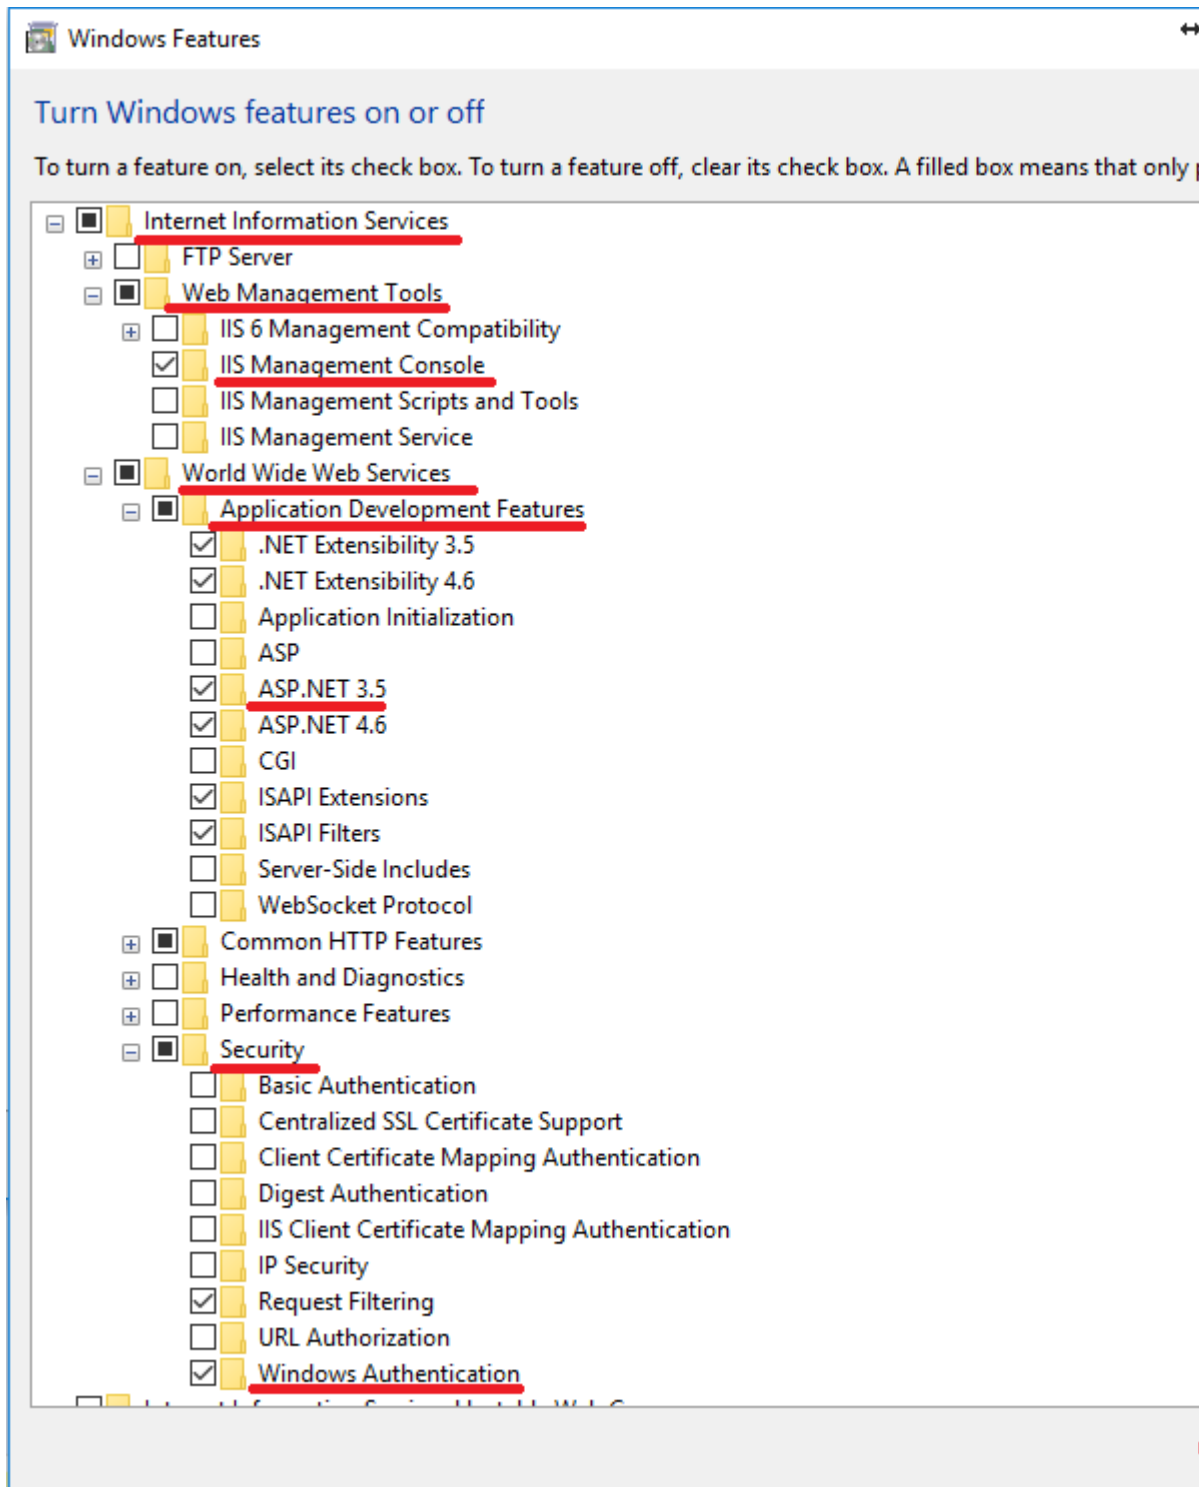 Windows Features
Turn Windows features on or off
To turn a feature on, select its check box. To turn a feature off, clear its check box. A filled box means that only
Internet Information Services
FTP Server
Web Management Tools
IIS 6 Management Compatibility
IIS Management Console
IIS Management Scripts and Tools
IIS Management Service
World Wide Web Services
Application Development Features
.NET Extensibility 3.5
.NET Extensibility 4.6
Application Initialization
ASP
ASP.NET 3.5
ASP.NET 4.6
CGI
ISAPI Extensions
ISAPI Filters
Server-Side Includes
WebSocket Protocol
Common HTTP Features
Health and Diagnostics
Performance Features
Security
Basic Authentication
Centralized SSL Certificate Support
Client Certificate Mapping Authentication
Digest Authentication
IIS Client Certificate Mapping Authentication
IP Security
Request Filtering
URL Authorization
Windows Authentication